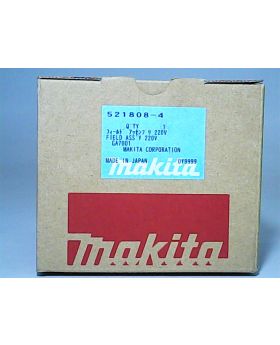 521808-4
Q'TY 1
フィールド アッセンブリ 220V
FIELD ASS'Y 220V
GA7001
MAKITA CORPORATION
MADE IN JAPAN DY9999
makita